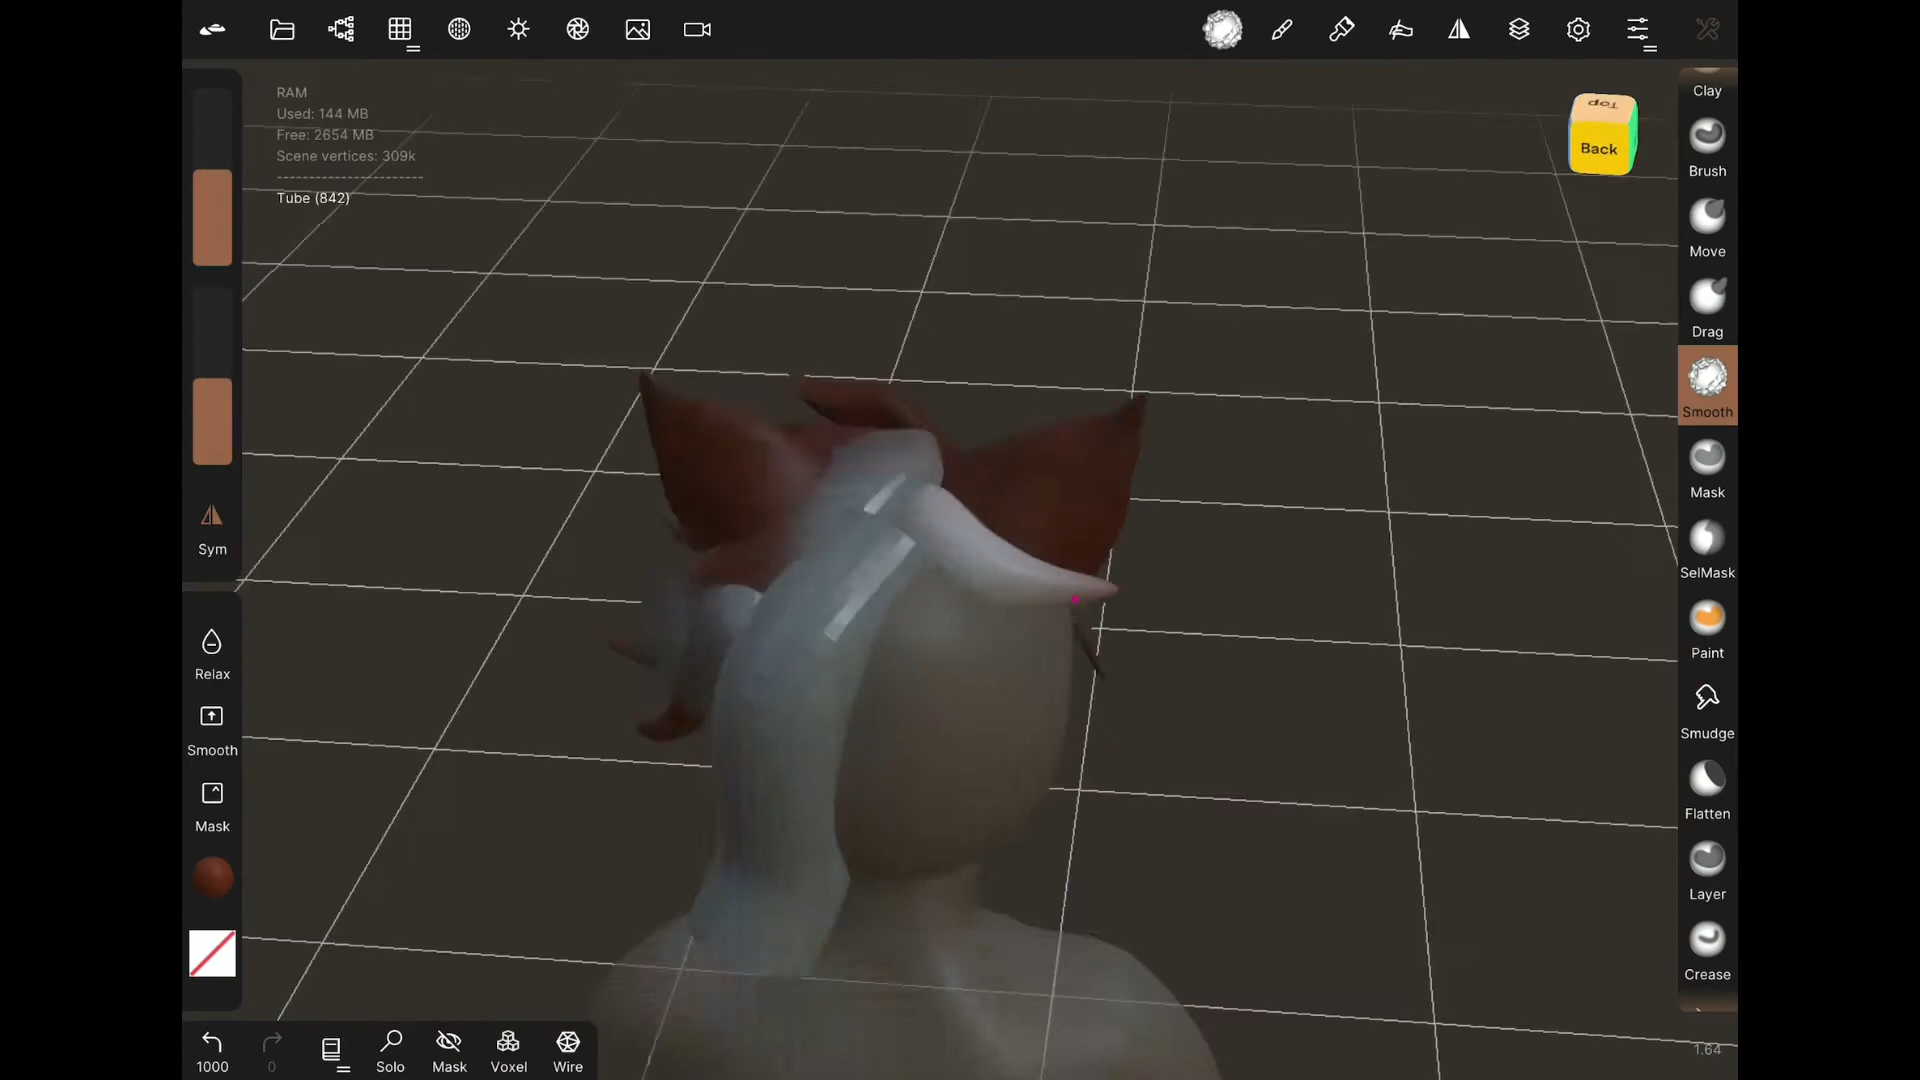 RAM
Used: 144 MB
Free: 2654 MB
Scene vertices: 309k
------------------------
Tube (842)
Top
Back
Sym
Relax
Smooth
Mask
1000
0
Solo
Mask
Voxel
Wire
Clay
Brush
Move
Drag
Smooth
Mask
SelMask
Paint
Smudge
Flatten
Layer
Crease
1.64